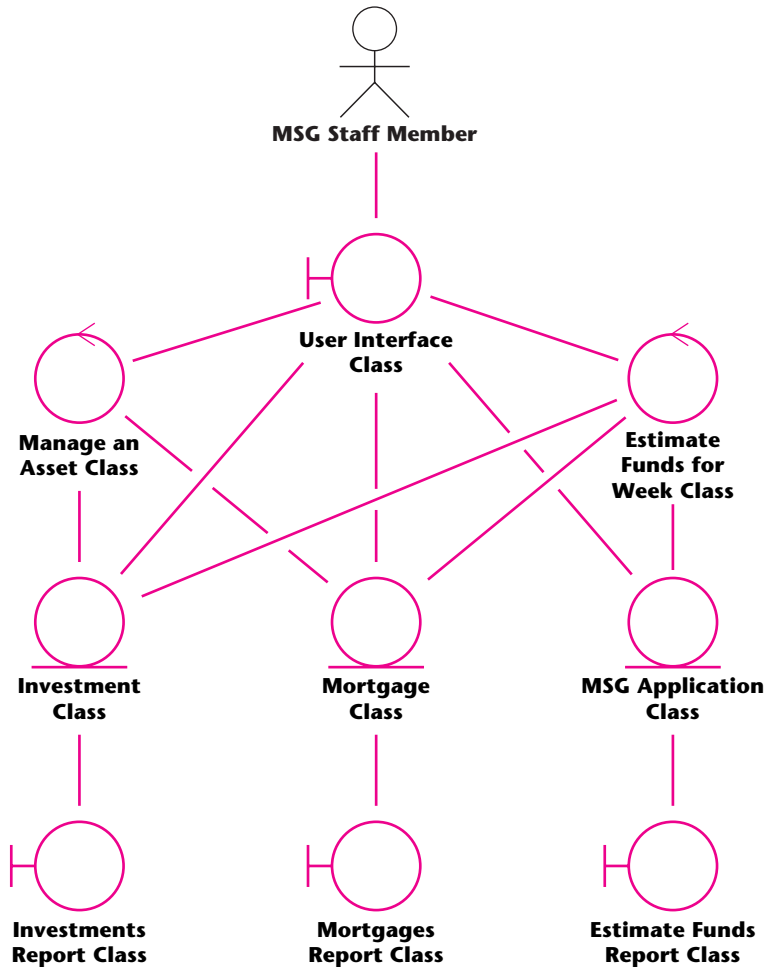 MSG Staff Member
User Interface
Class
Manage an
Asset Class
Estimate
Funds for
Week Class
Investment
Class
Mortgage
Class
MSG Application
Class
Investments
Report Class
Mortgages
Report Class
Estimate Funds
Report Class